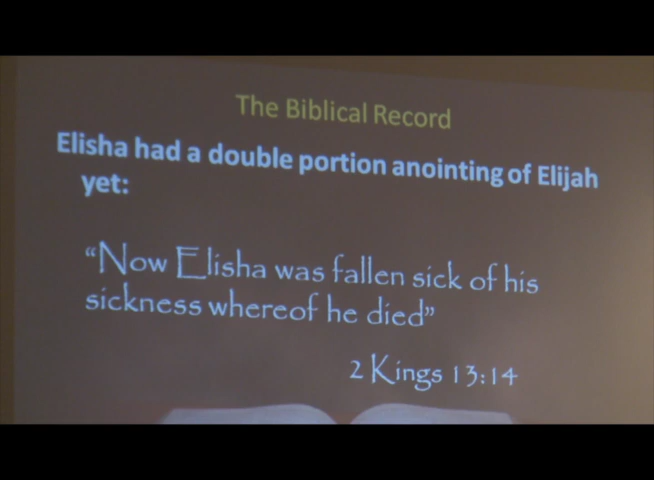 The Biblical Record
Elisha had a double portion anointing of Elijah
yet:
“Now Elisha was fallen sick of his
sickness whereof he died”
2 Kings 13:14